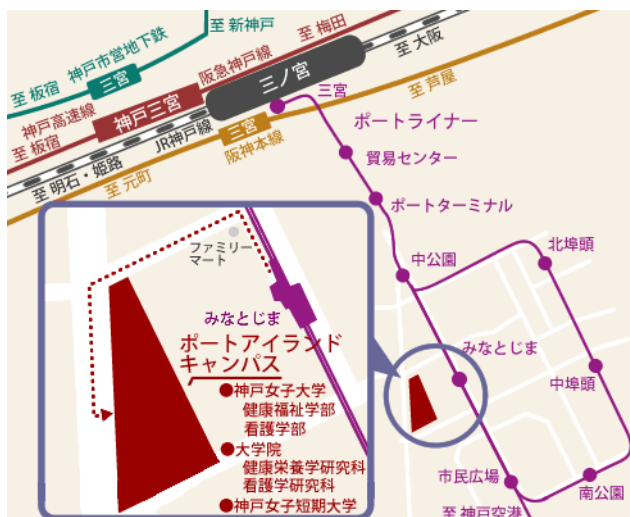 至 新神戸
至 梅田
神戸市営地下鉄
阪急神戸線
至 大阪
三宮
三ノ宮
至 板宿
神戸高速線
神戸三宮
三宮
至 芦屋
至 板宿
JR神戸線
三宮
阪神本線
ポートライナー
至 明石・姫路
至 元町
貿易センター
ポートターミナル
中公園
北埠頭
ファミリー
マート
みなとじま
みなとじま
ポートアイランド
キャンパス
●神戸女子大学
健康福祉学部
看護学部
●大学院
健康栄養学研究科
看護学研究科
●神戸女子短期大学
中埠頭
市民広場
南公園
至 神戸空港